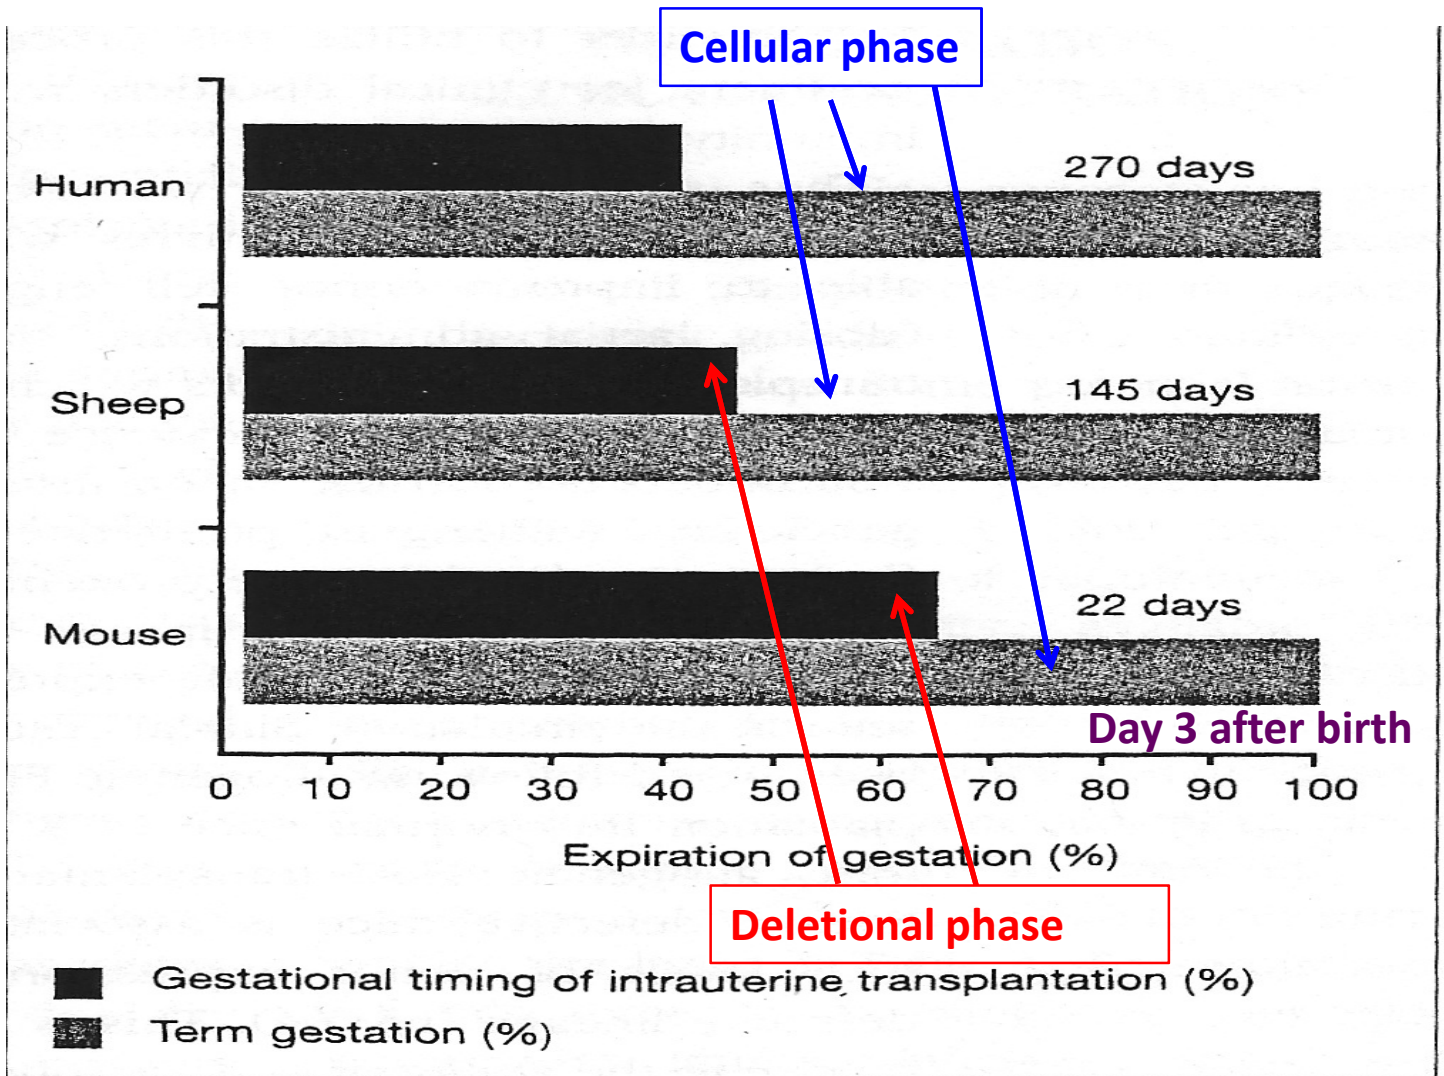 Cellular phase
Human
270 days
Sheep
145 days
Mouse
22 days
Day 3 after birth
0 10 20 30 40 50 60 70 80 90 100
Expiration of gestation (%)
Deletional phase
Gestational timing of intrauterine transplantation (%)
Term gestation (%)